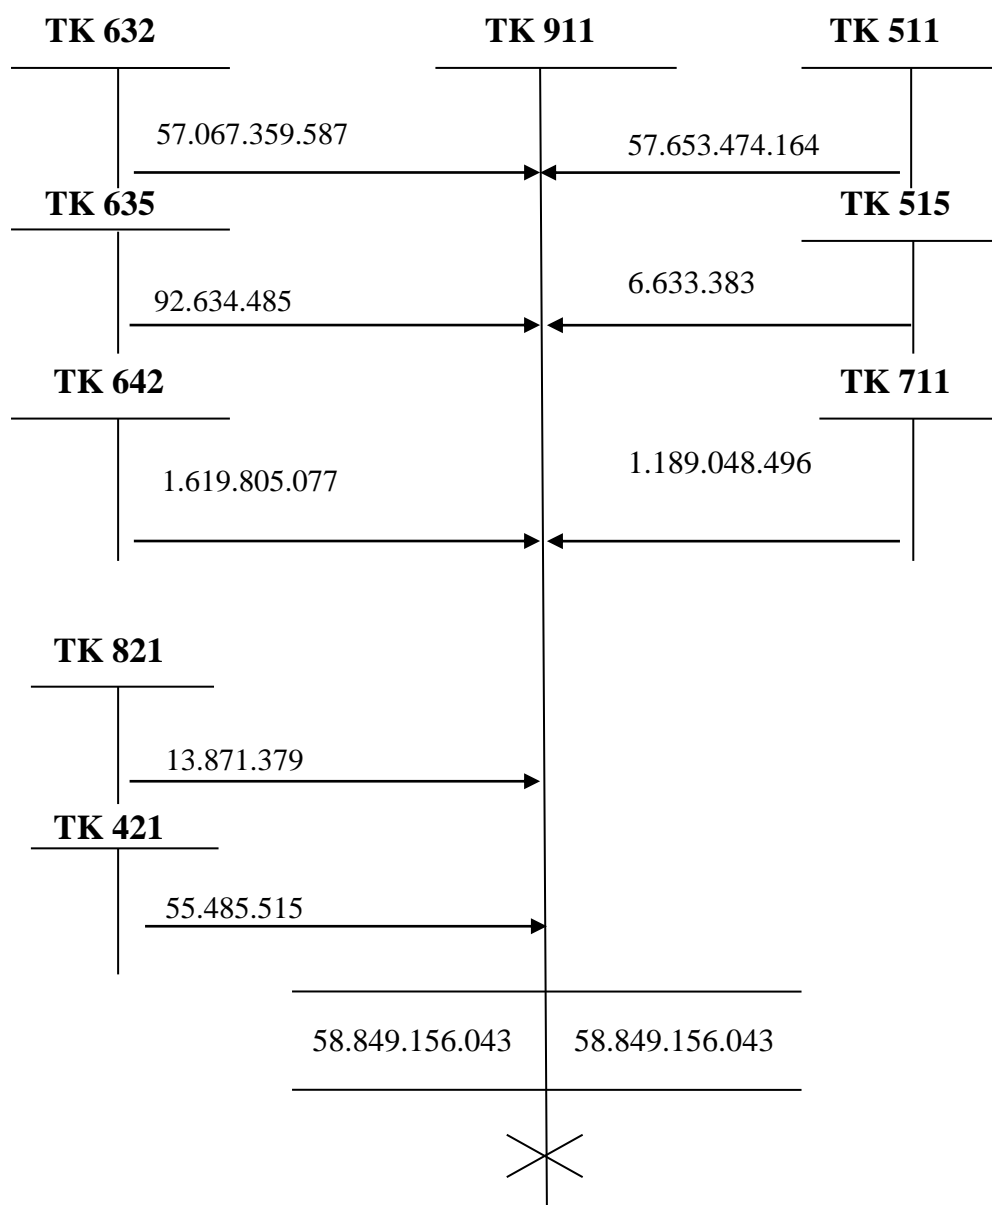 TK 632 TK 911 TK 511
57.067.359.587 57.653.474.164
TK 635 TK 515
92.634.485 6.633.383
TK 642 TK 711
1.619.805.077 1.189.048.496
TK 821
13.871.379
TK 421
55.485.515
58.849.156.043 58.849.156.043